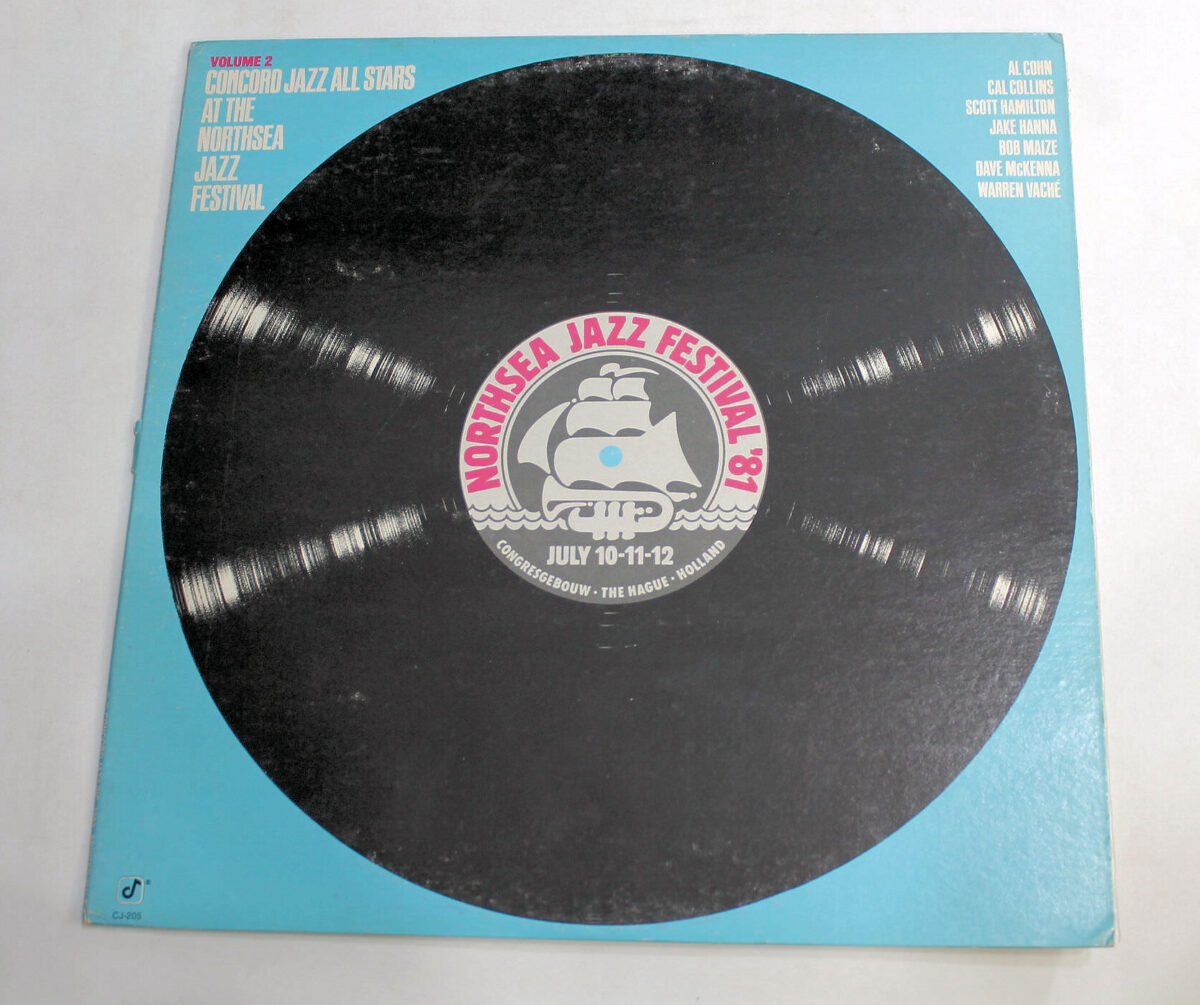 VOLUME 2
CONCORD JAZZ ALL STARS
AT THE
NORTHSEA
JAZZ
FESTIVAL
AL COHN
CAL COLLINS
SCOTT HAMILTON
JAKE HANNA
BOB MAIZE
DAVE McKENNA
WARREN VACHÉ
NORTHSEA JAZZ FESTIVAL '81
JULY 10-11-12
CONGRESGEBOUW · THE HAGUE · HOLLAND
®
CJ-205